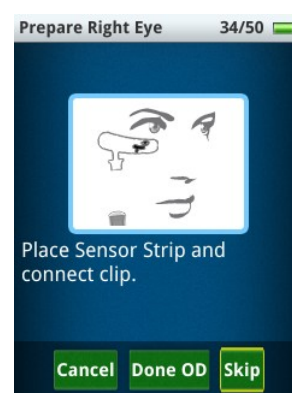 Prepare Right Eye 34/50
Place Sensor Strip and
connect clip.
Cancel Done OD Skip